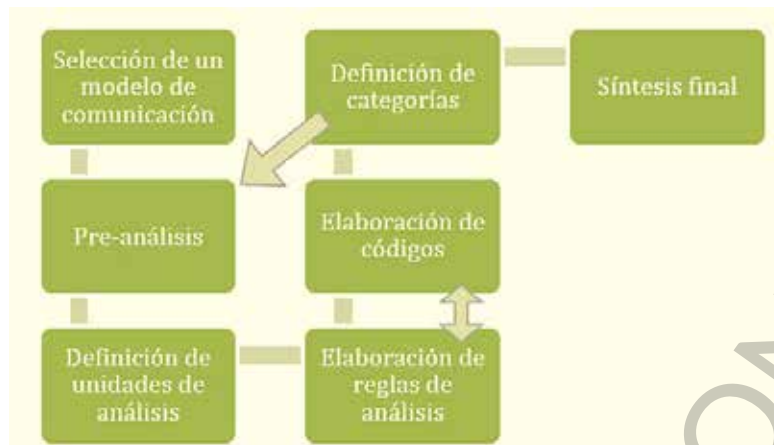 Selección de un
modelo de
comunicación
Pre-análisis
Definición de
unidades de
análisis
Elaboración de
reglas de
análisis
Elaboración de
códigos
Definición de
categorías
Síntesis final